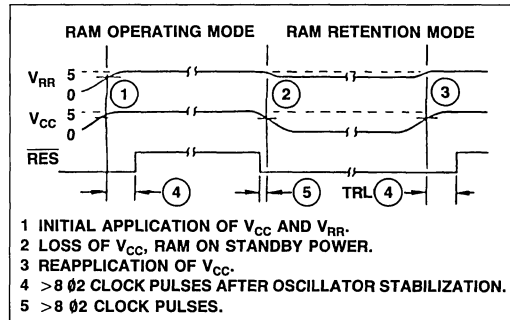 RAM OPERATING MODE RAM RETENTION MODE
VRR 5
0
1 2 3
VCC 5
0
RES
4 5 TRL 4
1 INITIAL APPLICATION OF VCC AND VRR.
2 LOSS OF VCC, RAM ON STANDBY POWER.
3 REAPPLICATION OF VCC.
4 >8 Ø2 CLOCK PULSES AFTER OSCILLATOR STABILIZATION.
5 >8 Ø2 CLOCK PULSES.